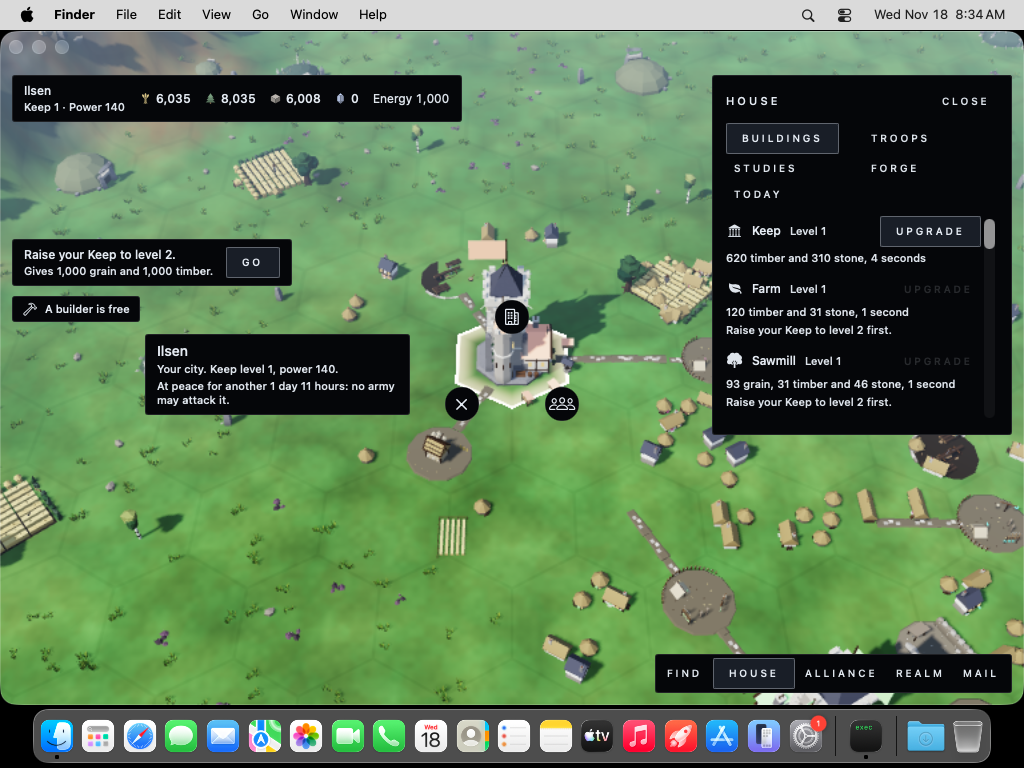 Finder File Edit View Go Window Help Wed Nov 18 8:34 AM
Ilsen
Keep 1 · Power 140
6,035 8,035 6,008 0 Energy 1,000
HOUSE CLOSE
BUILDINGS TROOPS
STUDIES FORGE
TODAY
Keep Level 1 UPGRADE
620 timber and 310 stone, 4 seconds
Farm Level 1 UPGRADE
120 timber and 31 stone, 1 second
Raise your Keep to level 2 first.
Sawmill Level 1 UPGRADE
93 grain, 31 timber and 46 stone, 1 second
Raise your Keep to level 2 first.
Raise your Keep to level 2.
Gives 1,000 grain and 1,000 timber.
GO
A builder is free
Ilsen
Your city. Keep level 1, power 140.
At peace for another 1 day 11 hours: no army
may attack it.
FIND HOUSE ALLIANCE REALM MAIL
Wed
18
tv
1
exec